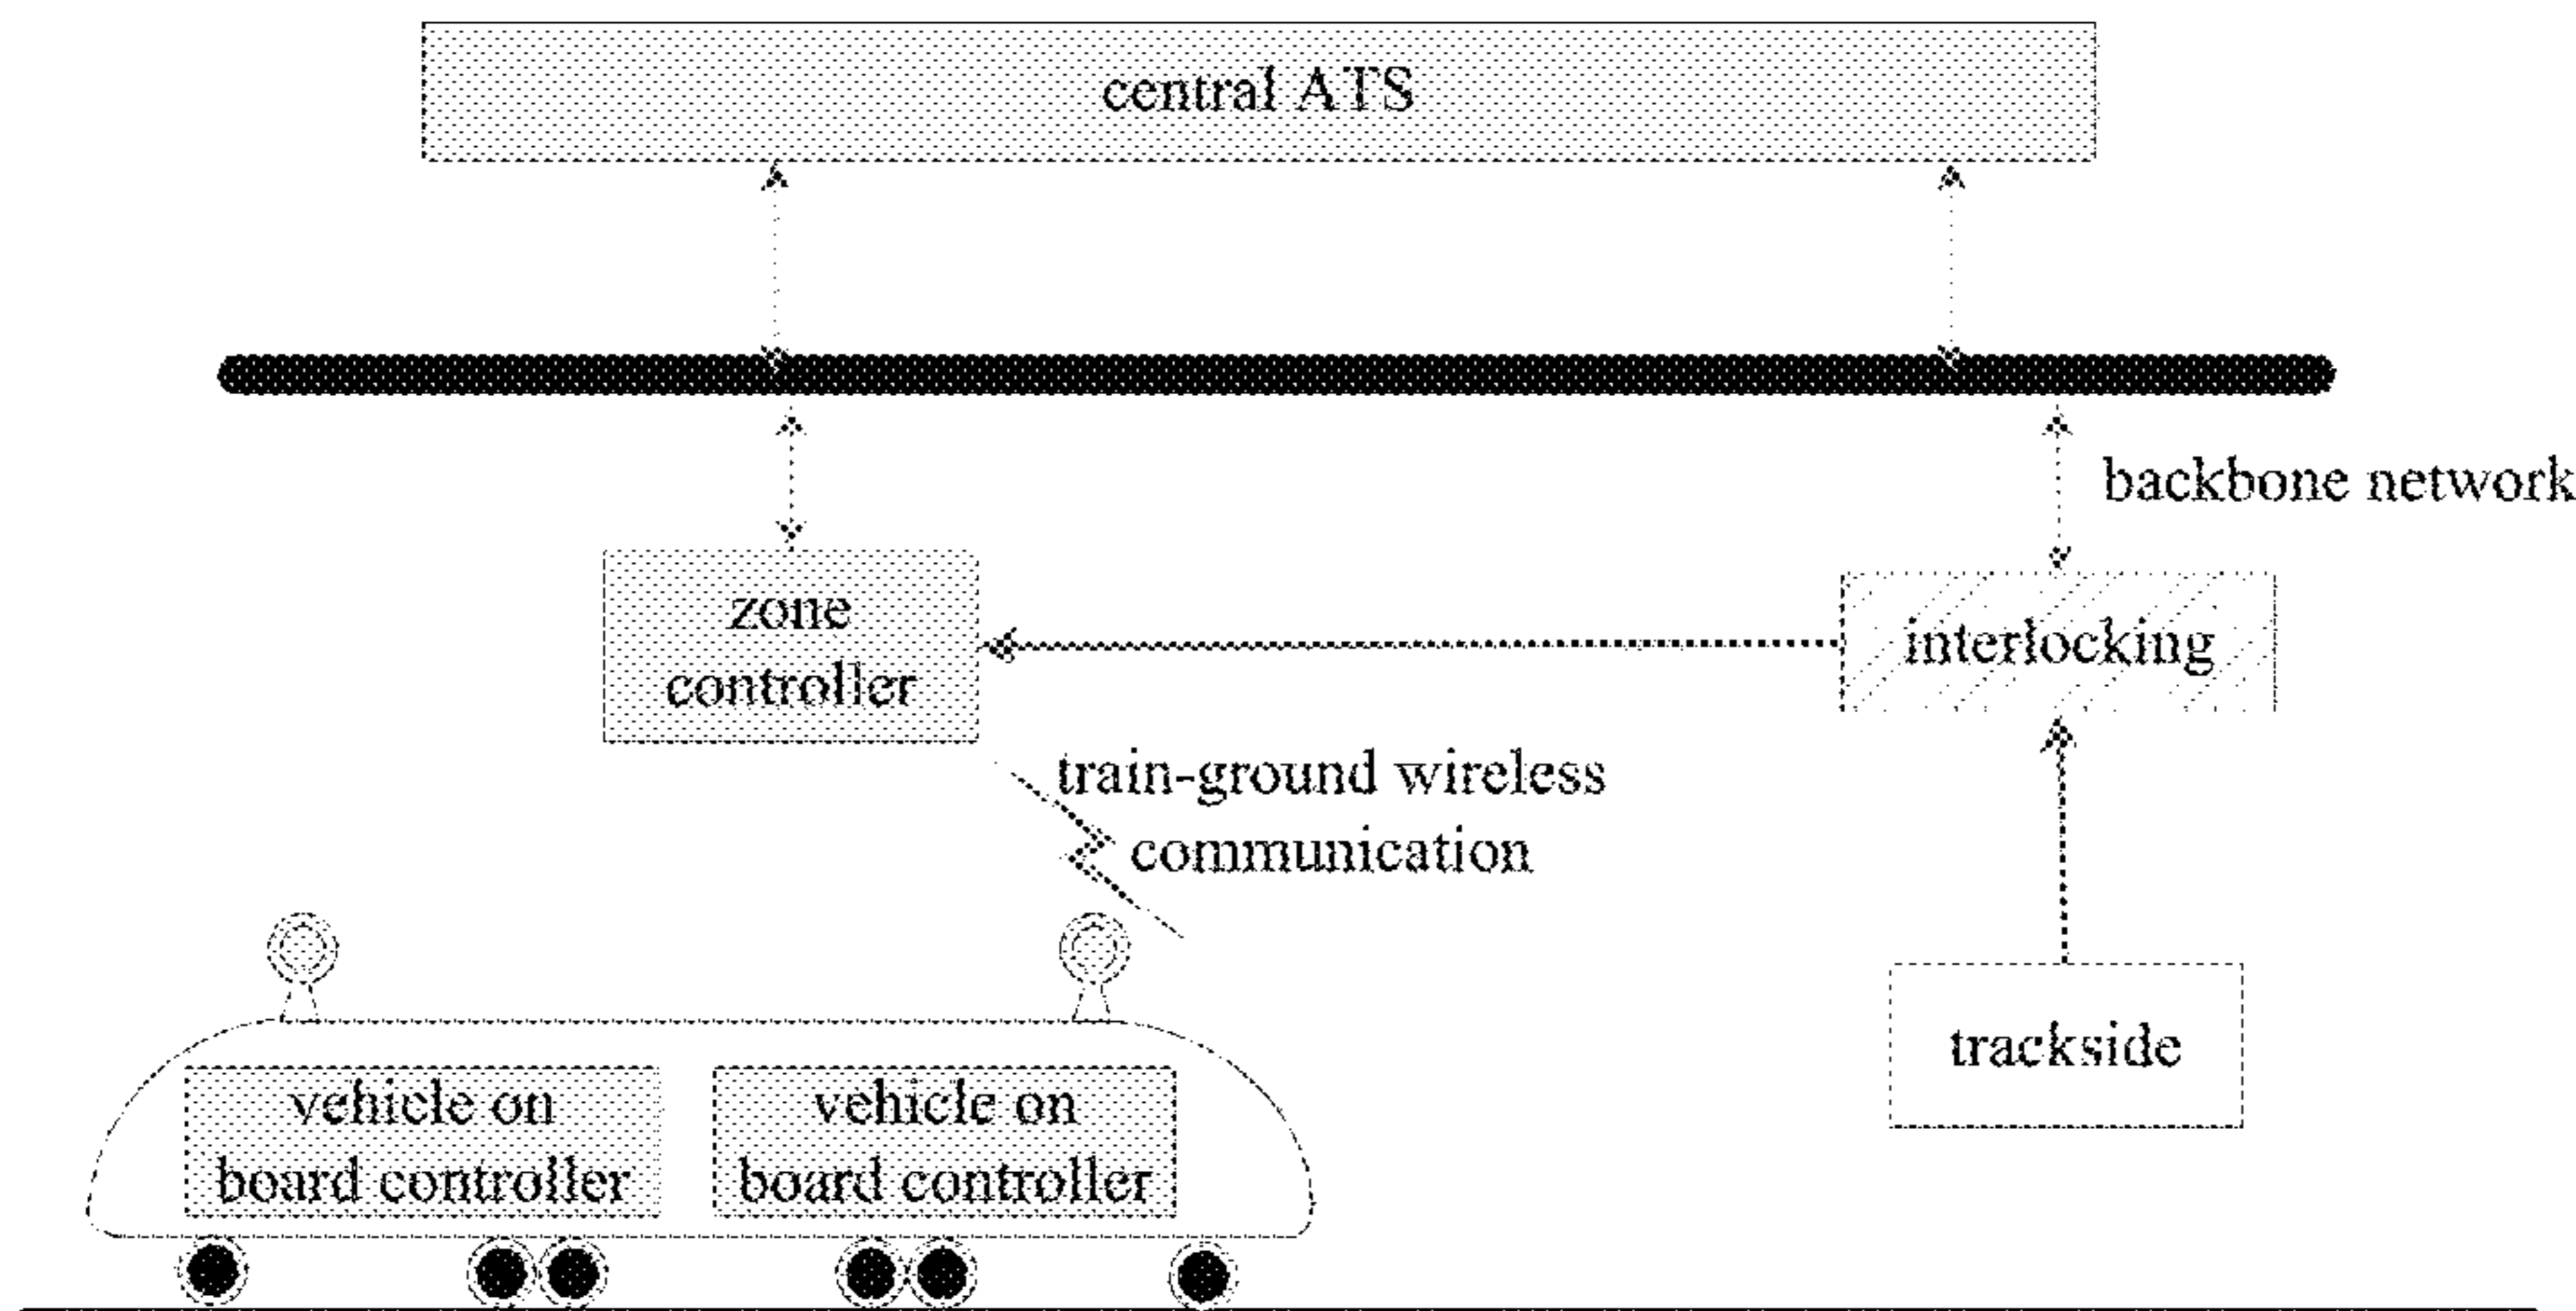 central ATS
backbone network
zone
controller
interlocking
train-ground wireless
communication
trackside
vehicle on
board controller
vehicle on
board controller